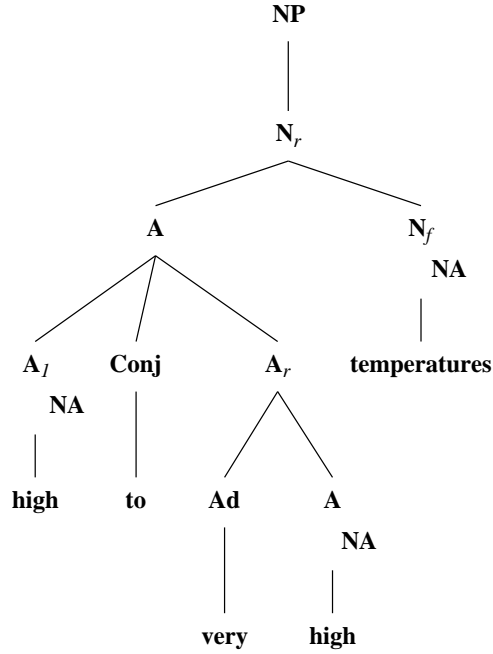 NP
N_r
A N_f
NA
A_1 Conj A_r temperatures
NA
high to Ad A
NA
very high